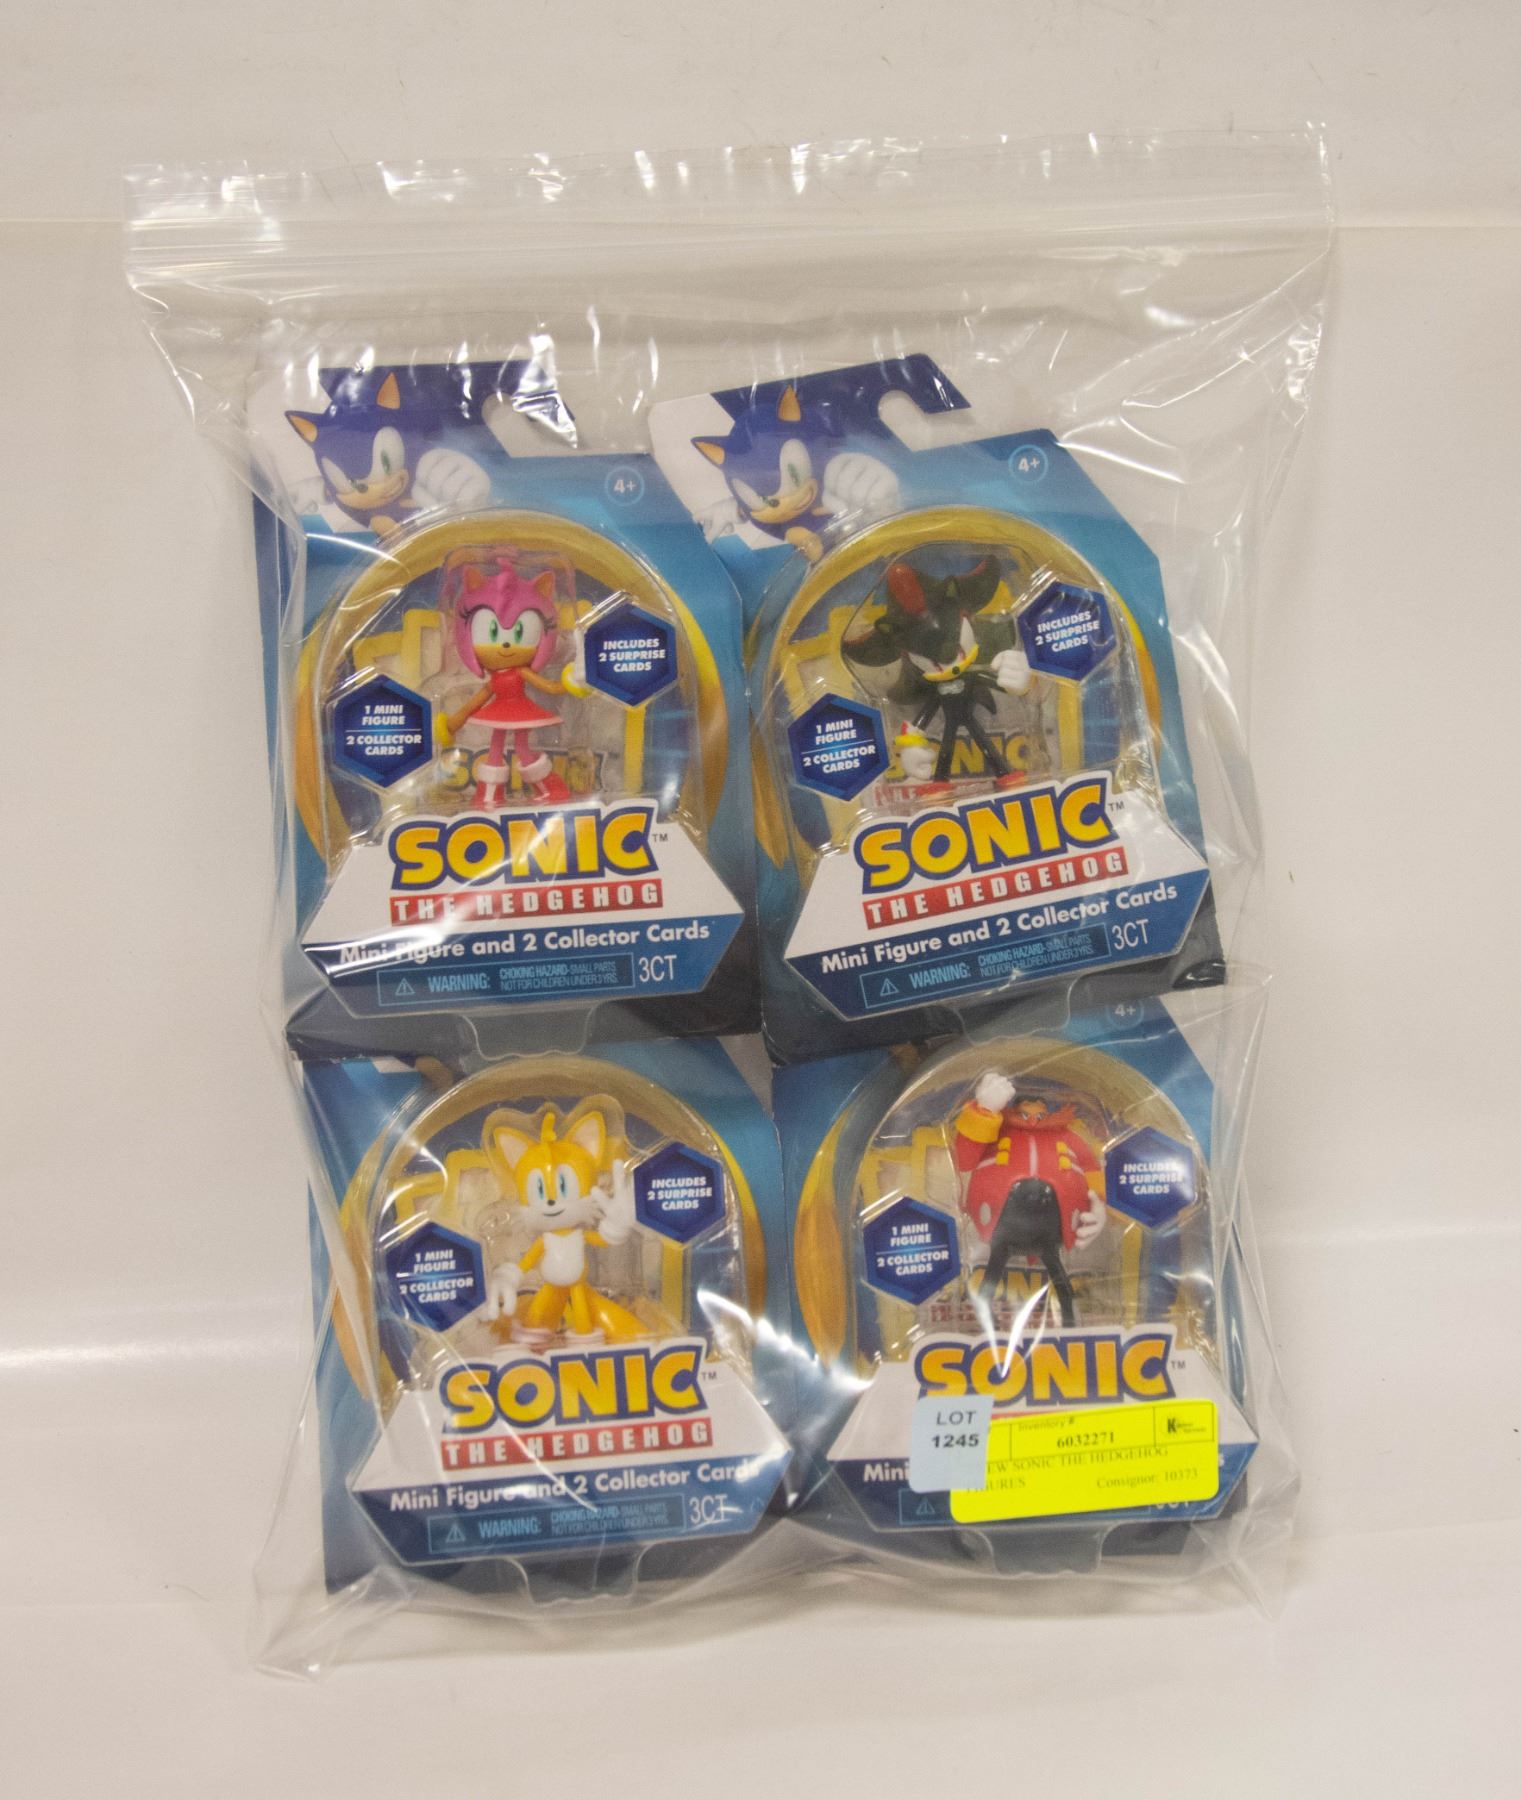 4+
INCLUDES
2 SURPRISE
CARDS
1 MINI
FIGURE
2 COLLECTOR
CARDS
SONIC
SONIC™
THE HEDGEHOG
Mini Figure and 2 Collector Cards
WARNING: CHOKING HAZARD-SMALL PARTS
NOT FOR CHILDREN UNDER 3 YRS.
3CT
4+
INCLUDES
2 SURPRISE
CARDS
1 MINI
FIGURE
2 COLLECTOR
CARDS
SONIC
SONIC™
THE HEDGEHOG
Mini Figure and 2 Collector Cards
WARNING: CHOKING HAZARD-SMALL PARTS
NOT FOR CHILDREN UNDER 3 YRS.
3CT
INCLUDES
2 SURPRISE
CARDS
1 MINI
FIGURE
2 COLLECTOR
CARDS
SONIC™
THE HEDGEHOG
Mini Figure and 2 Collector Cards
WARNING: CHOKING HAZARD-SMALL PARTS
NOT FOR CHILDREN UNDER 3 YRS.
3CT
4+
INCLUDES
2 SURPRISE
CARDS
1 MINI
FIGURE
2 COLLECTOR
CARDS
SONIC
SONIC™
Mini
LOT
1245
Inventory #
6032271
SONIC THE HEDGEHOG
Consignor: 10373